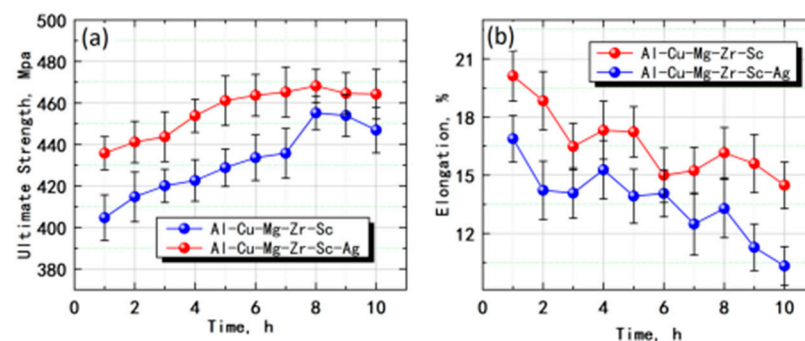 (a)
Ultimate Strength, Mpa
500
480
460
440
420
400
380
Al-Cu-Mg-Zr-Sc
Al-Cu-Mg-Zr-Sc-Ag
0 2 4 6 8 10
Time, h
(b)
Elongation, %
21
18
15
12
Al-Cu-Mg-Zr-Sc
Al-Cu-Mg-Zr-Sc-Ag
0 2 4 6 8 10
Time, h